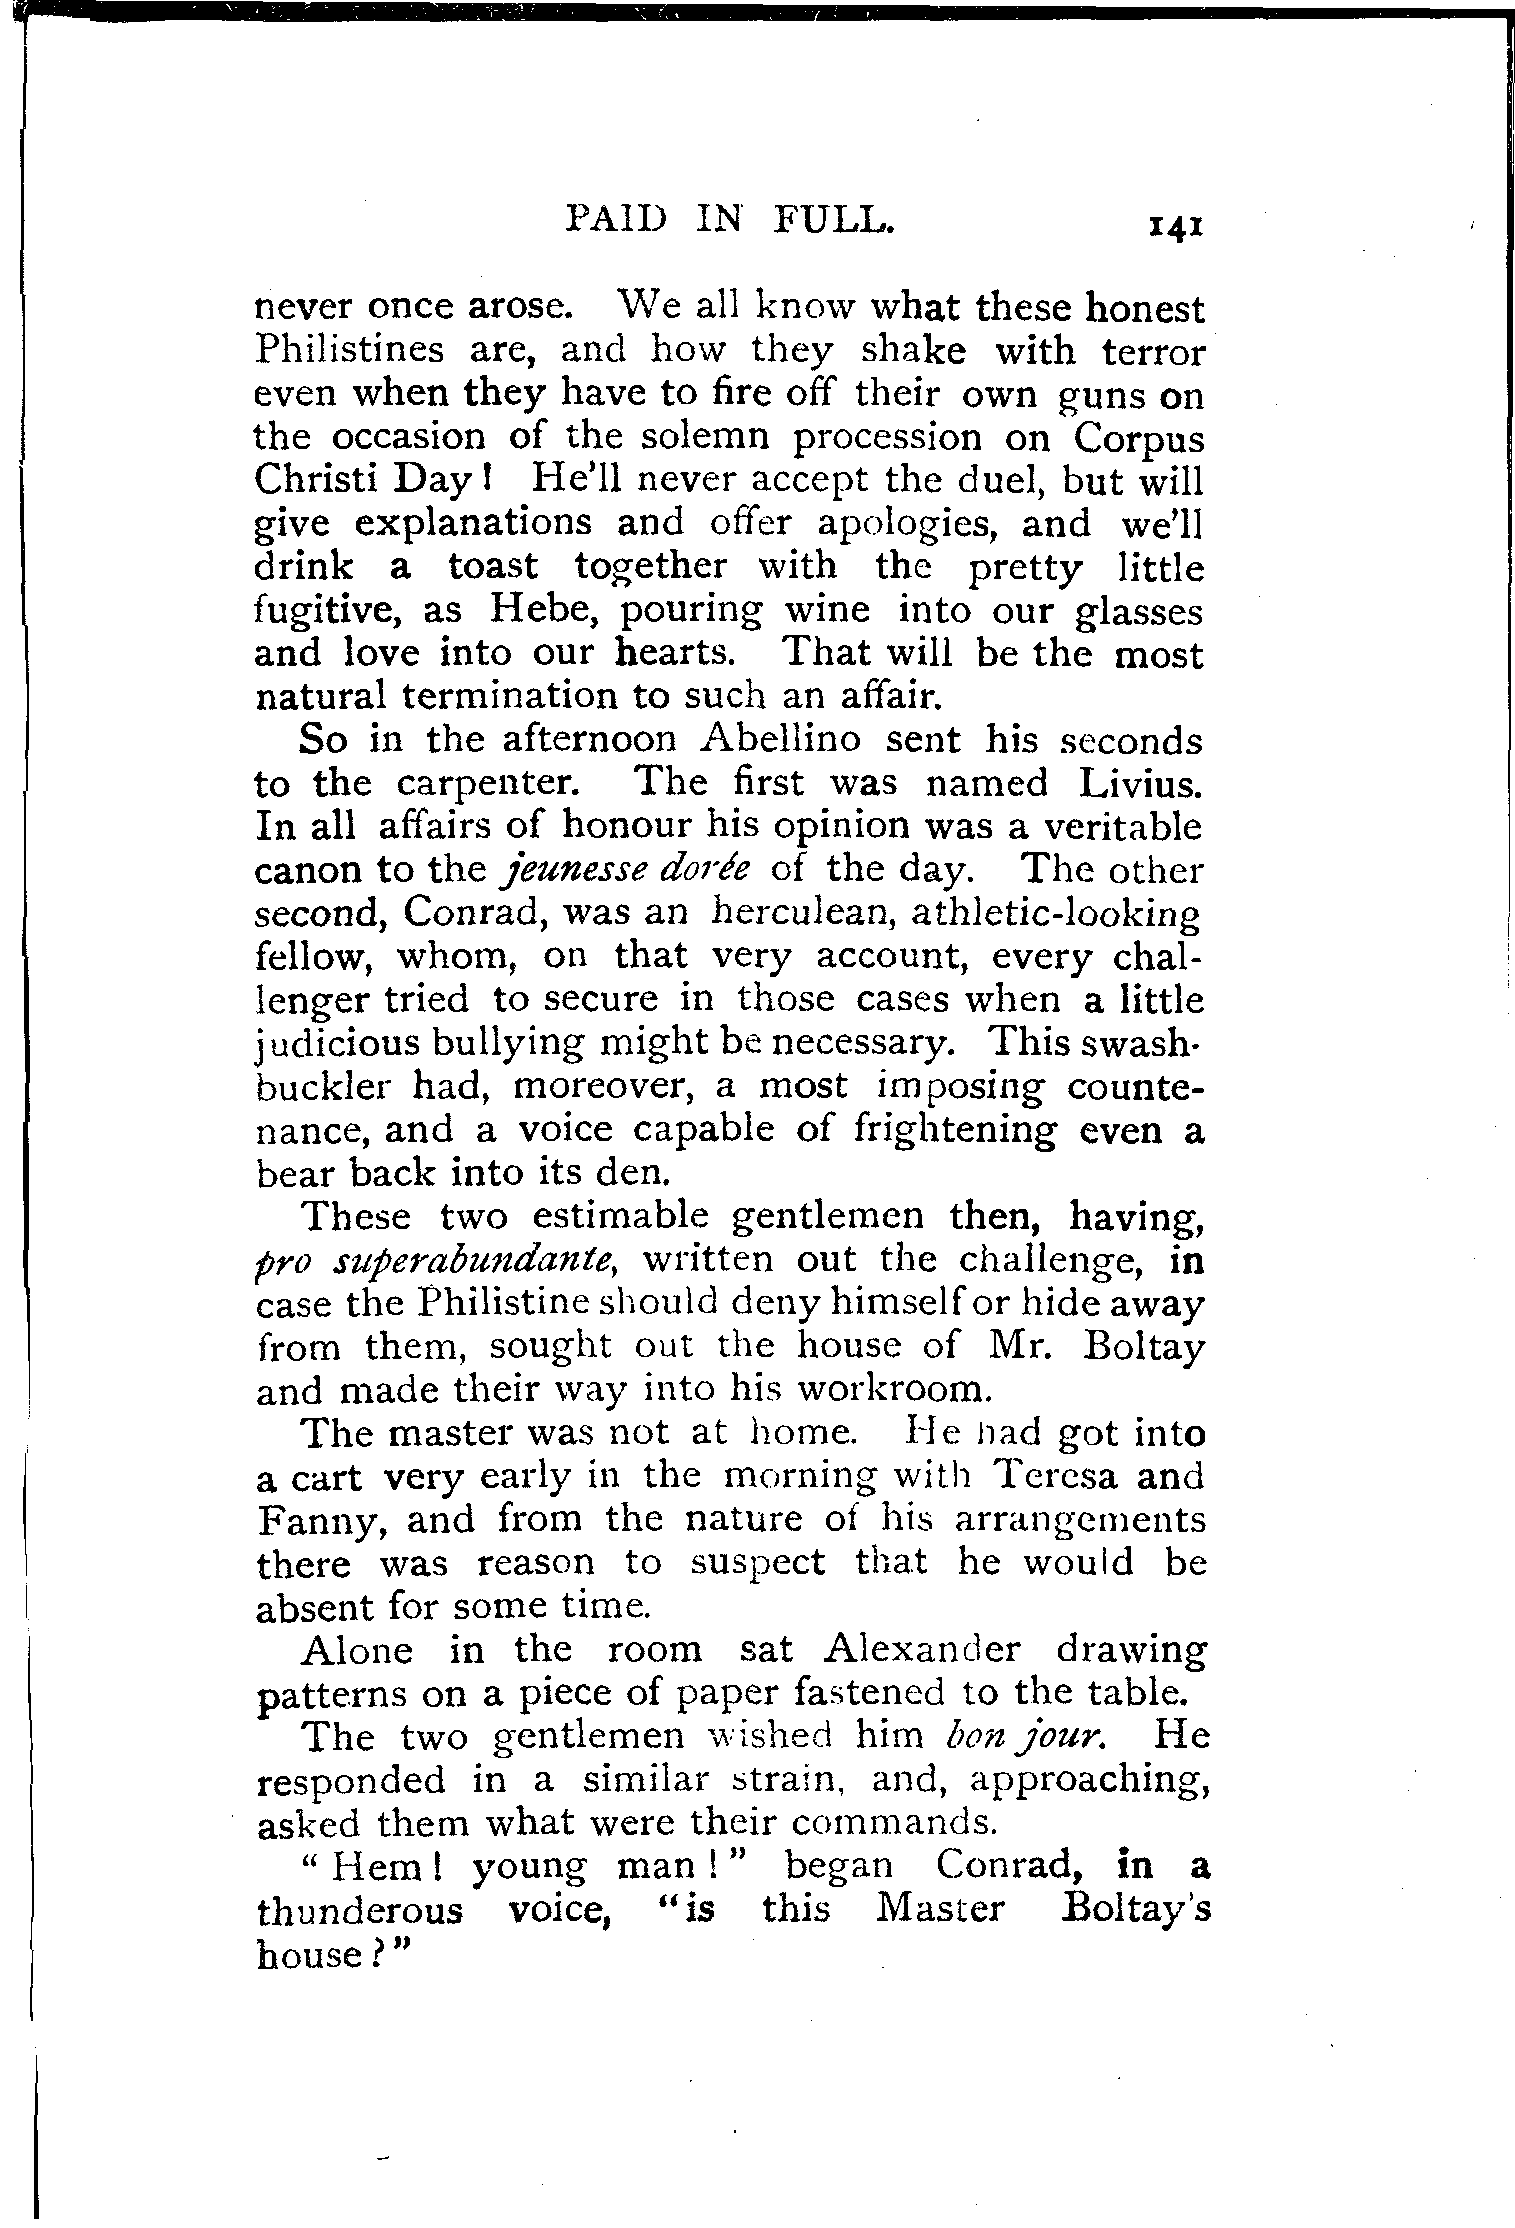 PAID IN FULL. 141
never once arose. We all know what these honest
Philistines are, and how they shake with terror
even when they have to fire off their own guns on
the occasion of the solemn procession on Corpus
Christi Day! He'll never accept the duel, but will
give explanations and offer apologies, and we'll
drink a toast together with the pretty little
fugitive, as Hebe, pouring wine into our glasses
and love into our hearts. That will be the most
natural termination to such an affair.
So in the afternoon Abellino sent his seconds
to the carpenter. The first was named Livius.
In all affairs of honour his opinion was a veritable
canon to the jeunesse dorée of the day. The other
second, Conrad, was an herculean, athletic-looking
fellow, whom, on that very account, every chal-
lenger tried to secure in those cases when a little
judicious bullying might be necessary. This swash-
buckler had, moreover, a most imposing counte-
nance, and a voice capable of frightening even a
bear back into its den.
These two estimable gentlemen then, having,
pro superabundante, written out the challenge, in
case the Philistine should deny himself or hide away
from them, sought out the house of Mr. Boltay
and made their way into his workroom.
The master was not at home. He had got into
a cart very early in the morning with Teresa and
Fanny, and from the nature of his arrangements
there was reason to suspect that he would be
absent for some time.
Alone in the room sat Alexander drawing
patterns on a piece of paper fastened to the table.
The two gentlemen wished him bon jour. He
responded in a similar strain, and, approaching,
asked them what were their commands.
"Hem! young man!" began Conrad, in a
thunderous voice, "is this Master Boltay's
house?"